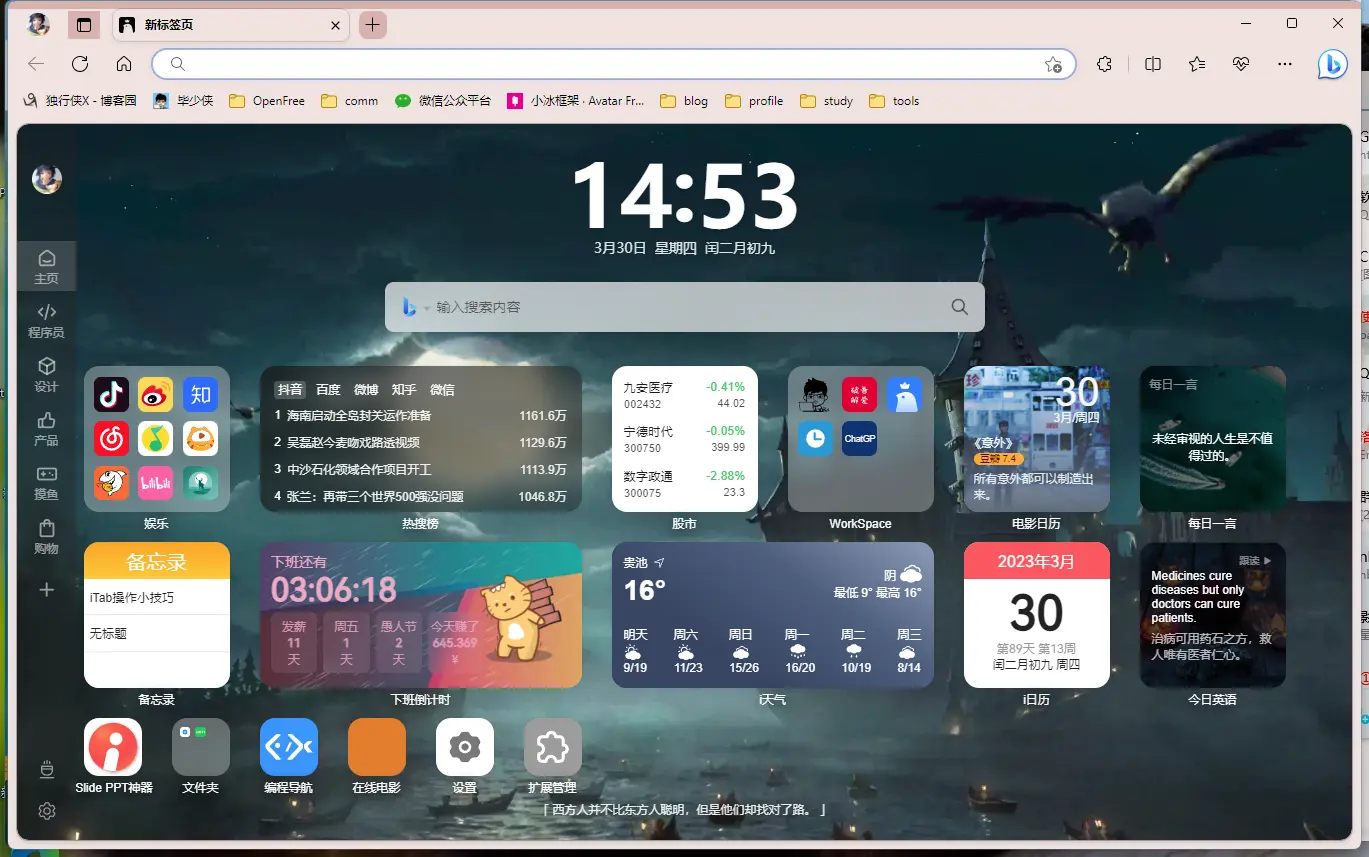 新标签页
独行侠X - 博客园
毕少侠
OpenFree
comm
微信公众平台
小冰框架 · Avatar Fr...
blog
profile
study
tools
14:53
3月30日 星期四 闰二月初九
输入搜索内容
主页
程序员
设计
产品
摸鱼
购物
知
bilibili
娱乐
抖音 百度 微博 知乎 微信
1 海南启动全岛封关运作准备 1161.6万
2 吴磊赵今麦吻戏路透视频 1129.6万
3 中沙石化领域合作项目开工 1113.9万
4 张兰：再带三个世界500强没问题 1046.8万
热搜榜
九安医疗 -0.41%
002432 44.02
宁德时代 -0.05%
300750 399.99
数字政通 -2.88%
300075 23.3
股市
ChatGP
WorkSpace
30
3月/周四
《意外》
豆瓣 7.4
所有意外都可以制造出
来。
电影日历
每日一言
未经审视的人生是不值
得过的。
每日一言
备忘录
iTab操作小技巧
无标题
备忘录
下班还有
03:06:18
发薪 周五 愚人节 今天赚了
11 1 2 645.369
天 天 天 ¥
下班倒计时
贵池
16°
阴
最低 9° 最高 16°
明天 周六 周日 周一 周二 周三
9/19 11/23 15/26 16/20 10/19 8/14
i天气
2023年3月
30
第89天 第13周
闰二月初九 周四
i日历
跟读
Medicines cure
diseases but only
doctors can cure
patients.
治病可用药石之方，救
人唯有医者仁心。
今日英语
Slide PPT神器
文件夹
编程导航
在线电影
设置
扩展管理
「 西方人并不比东方人聪明，但是他们却找对了路。 」